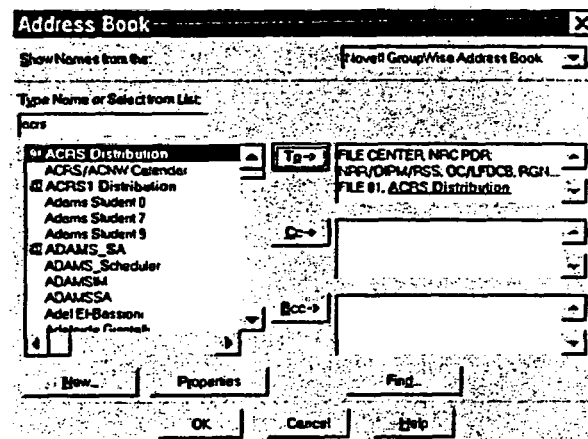 Address Book
Show Names from the:
Novell GroupWise Address Book
Type Name or Select from List:
acrs
ACRS Distribution
ACRS/ACNW Calendar
ACRS1 Distribution
Adams Student 0
Adams Student 7
Adams Student 9
ADAMS_SA
ADAMS_Scheduler
ADAMSIM
ADAMSSA
Adel El-Bassioni
To->
FILE CENTER, NRC PDR;
NRR/DIPM/RSS; OC/LFDCB, RGN...
FILE 01, ACRS Distribution
Cc->
Bcc->
New...
Properties
Find...
OK
Cancel
Help